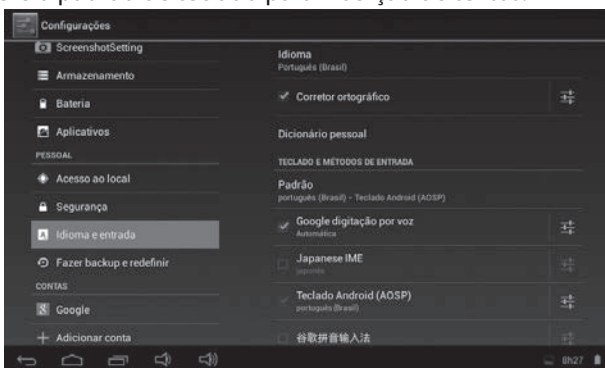 Configurações
ScreenshotSetting
Armazenamento
Bateria
Aplicativos
PESSOAL
Acesso ao local
Segurança
Idioma e entrada
Fazer backup e redefinir
CONTAS
Google
Adicionar conta
Idioma
Português (Brasil)
Corretor ortográfico
Dicionário pessoal
TECLADO E MÉTODOS DE ENTRADA
Padrão
português (Brasil) - Teclado Android (AOSP)
Google digitação por voz
Automática
Japanese IME
japonês
Teclado Android (AOSP)
português (Brasil)
谷歌拼音输入法
8h27